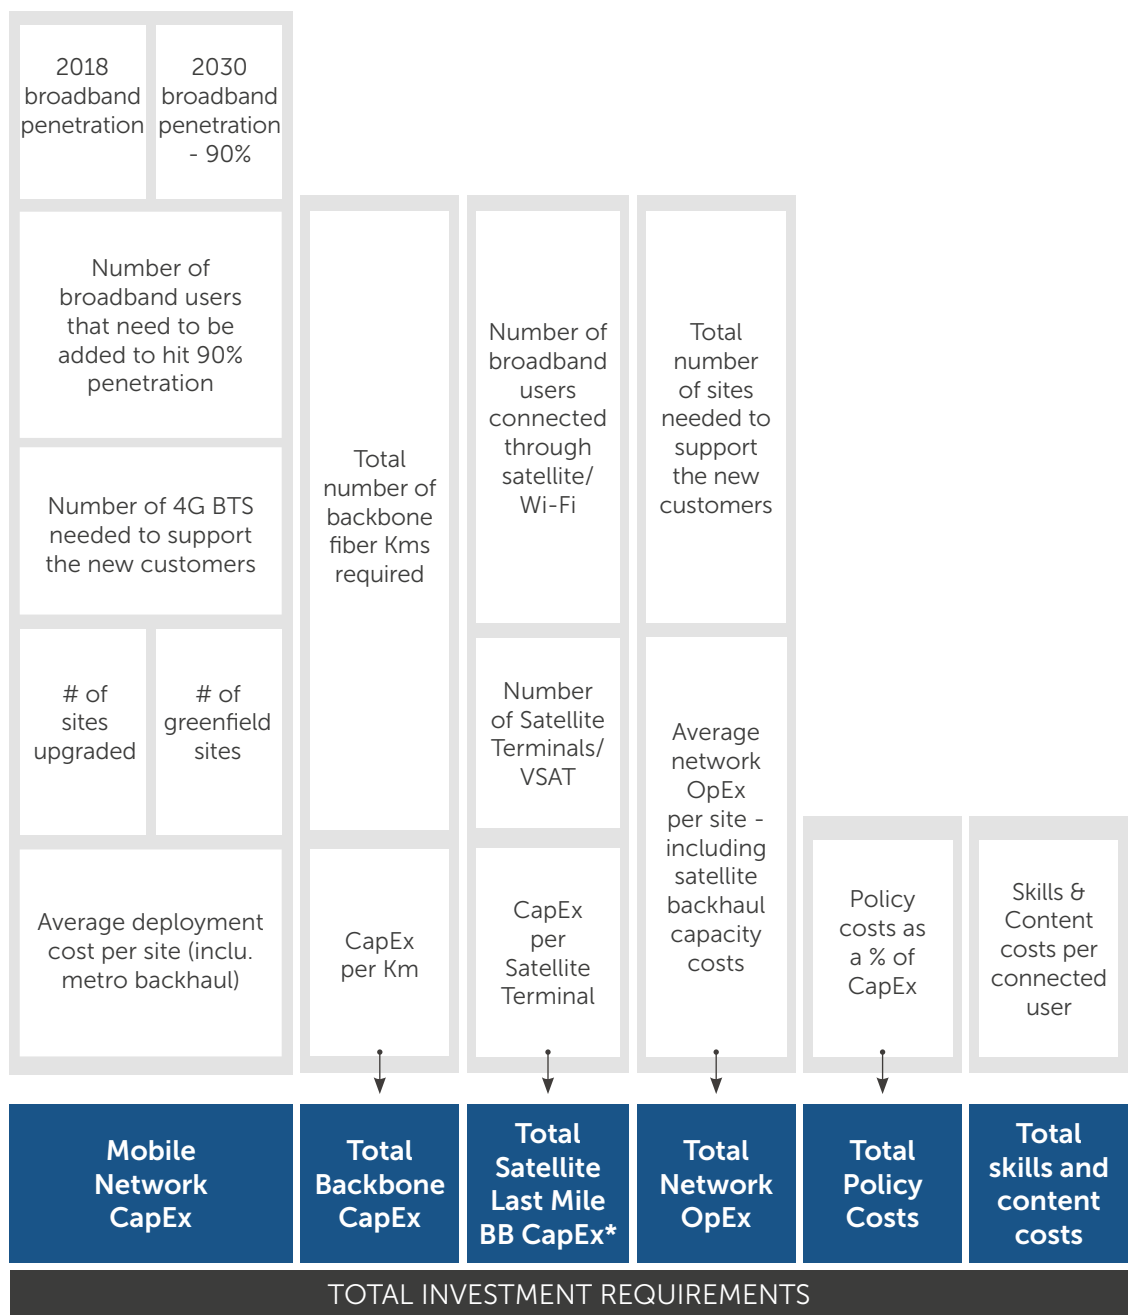 2018
broadband
penetration
2030
broadband
penetration
- 90%
Number of
broadband users
that need to be
added to hit 90%
penetration
Number of 4G BTS
needed to support
the new customers
# of
sites
upgraded
# of
greenfield
sites
Average deployment
cost per site (inclu.
metro backhaul)
Total
number of
backbone
fiber Kms
required
CapEx
per Km
Number of
broadband
users
connected
through
satellite/
Wi-Fi
Number
of Satellite
Terminals/
VSAT
CapEx
per
Satellite
Terminal
Total
number
of sites
needed to
support
the new
customers
Average
network
OpEx
per site -
including
satellite
backhaul
capacity
costs
Policy
costs as
a % of
CapEx
Skills &
Content
costs per
connected
user
Mobile
Network
CapEx
Total
Backbone
CapEx
Total
Satellite
Last Mile
BB CapEx*
Total
Network
OpEx
Total
Policy
Costs
Total
skills and
content
costs
TOTAL INVESTMENT REQUIREMENTS